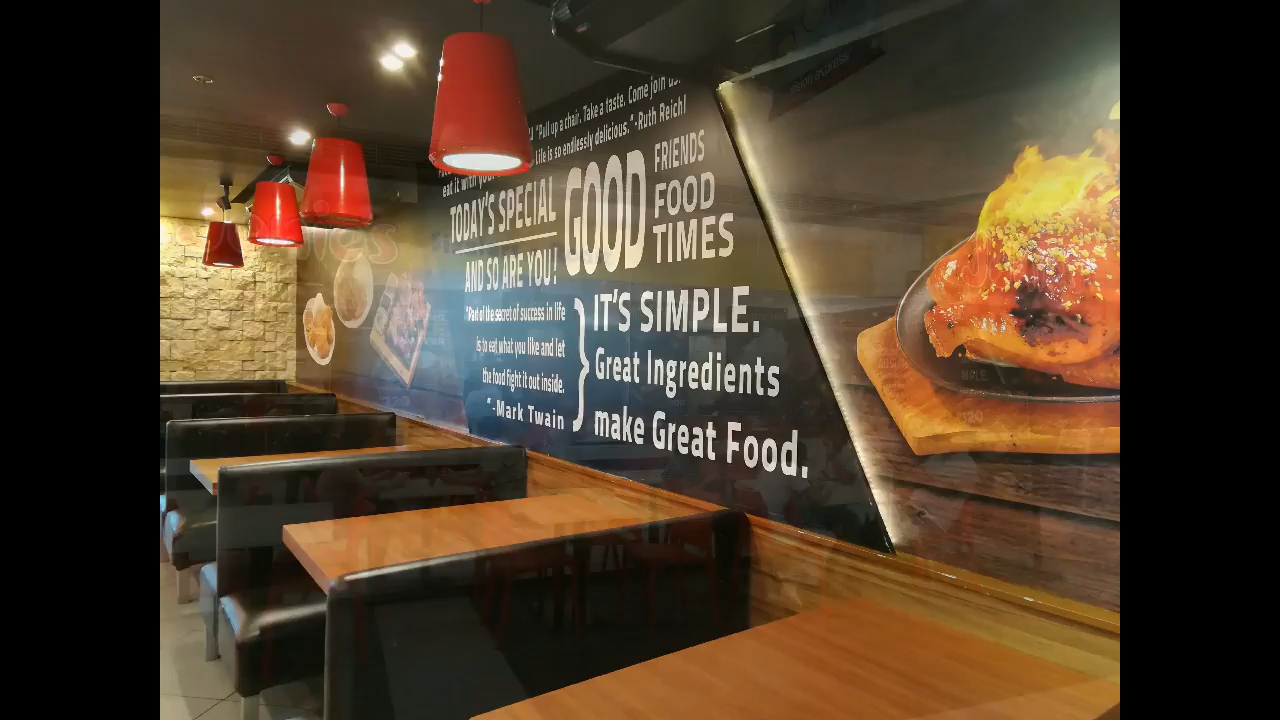 "Pull up a chair. Take a taste. Come join us.
Life is so endlessly delicious."-Ruth Reichl
eat it with your
TODAY'S SPECIAL
AND SO ARE YOU!
GOOD
FRIENDS
FOOD
TIMES
"Part of the secret of success in life
is to eat what you like and let
the food fight it out inside.
"-Mark Twain
IT'S SIMPLE.
Great Ingredients
make Great Food.